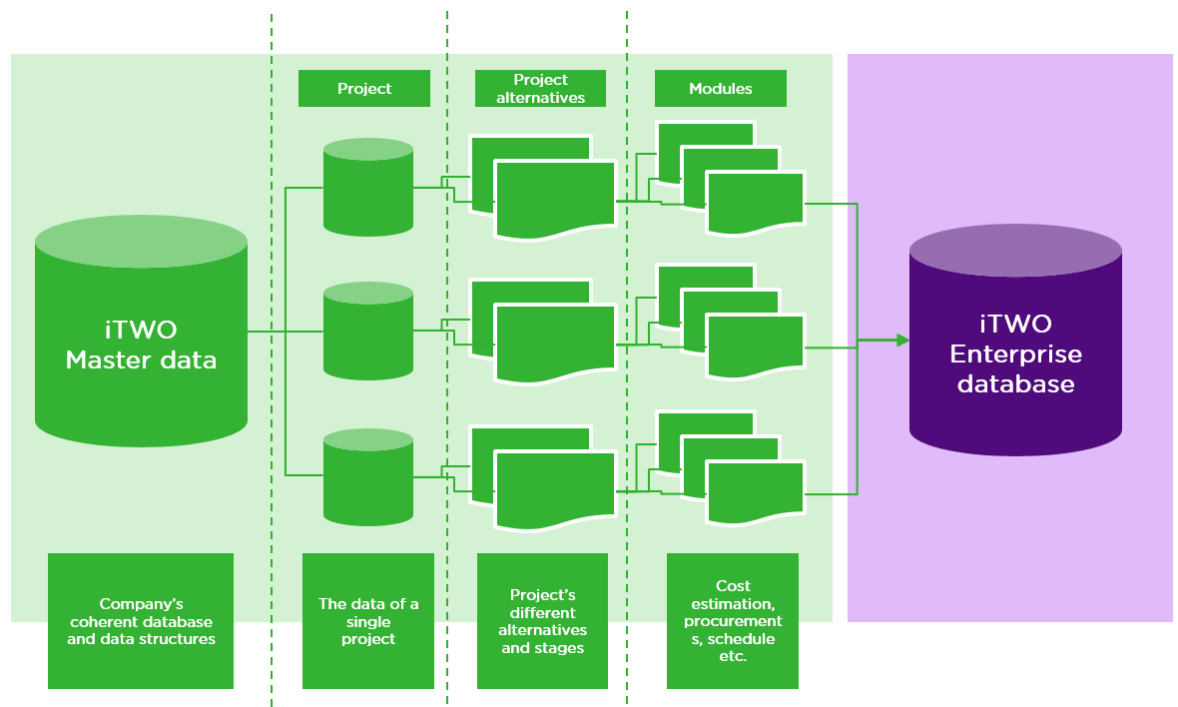 Project
Project
alternatives
Modules
iTWO
Master data
iTWO
Enterprise
database
Company's
coherent database
and data structures
The data of a
single
project
Project's
different
alternatives
and stages
Cost
estimation,
procurement
s, schedule
etc.